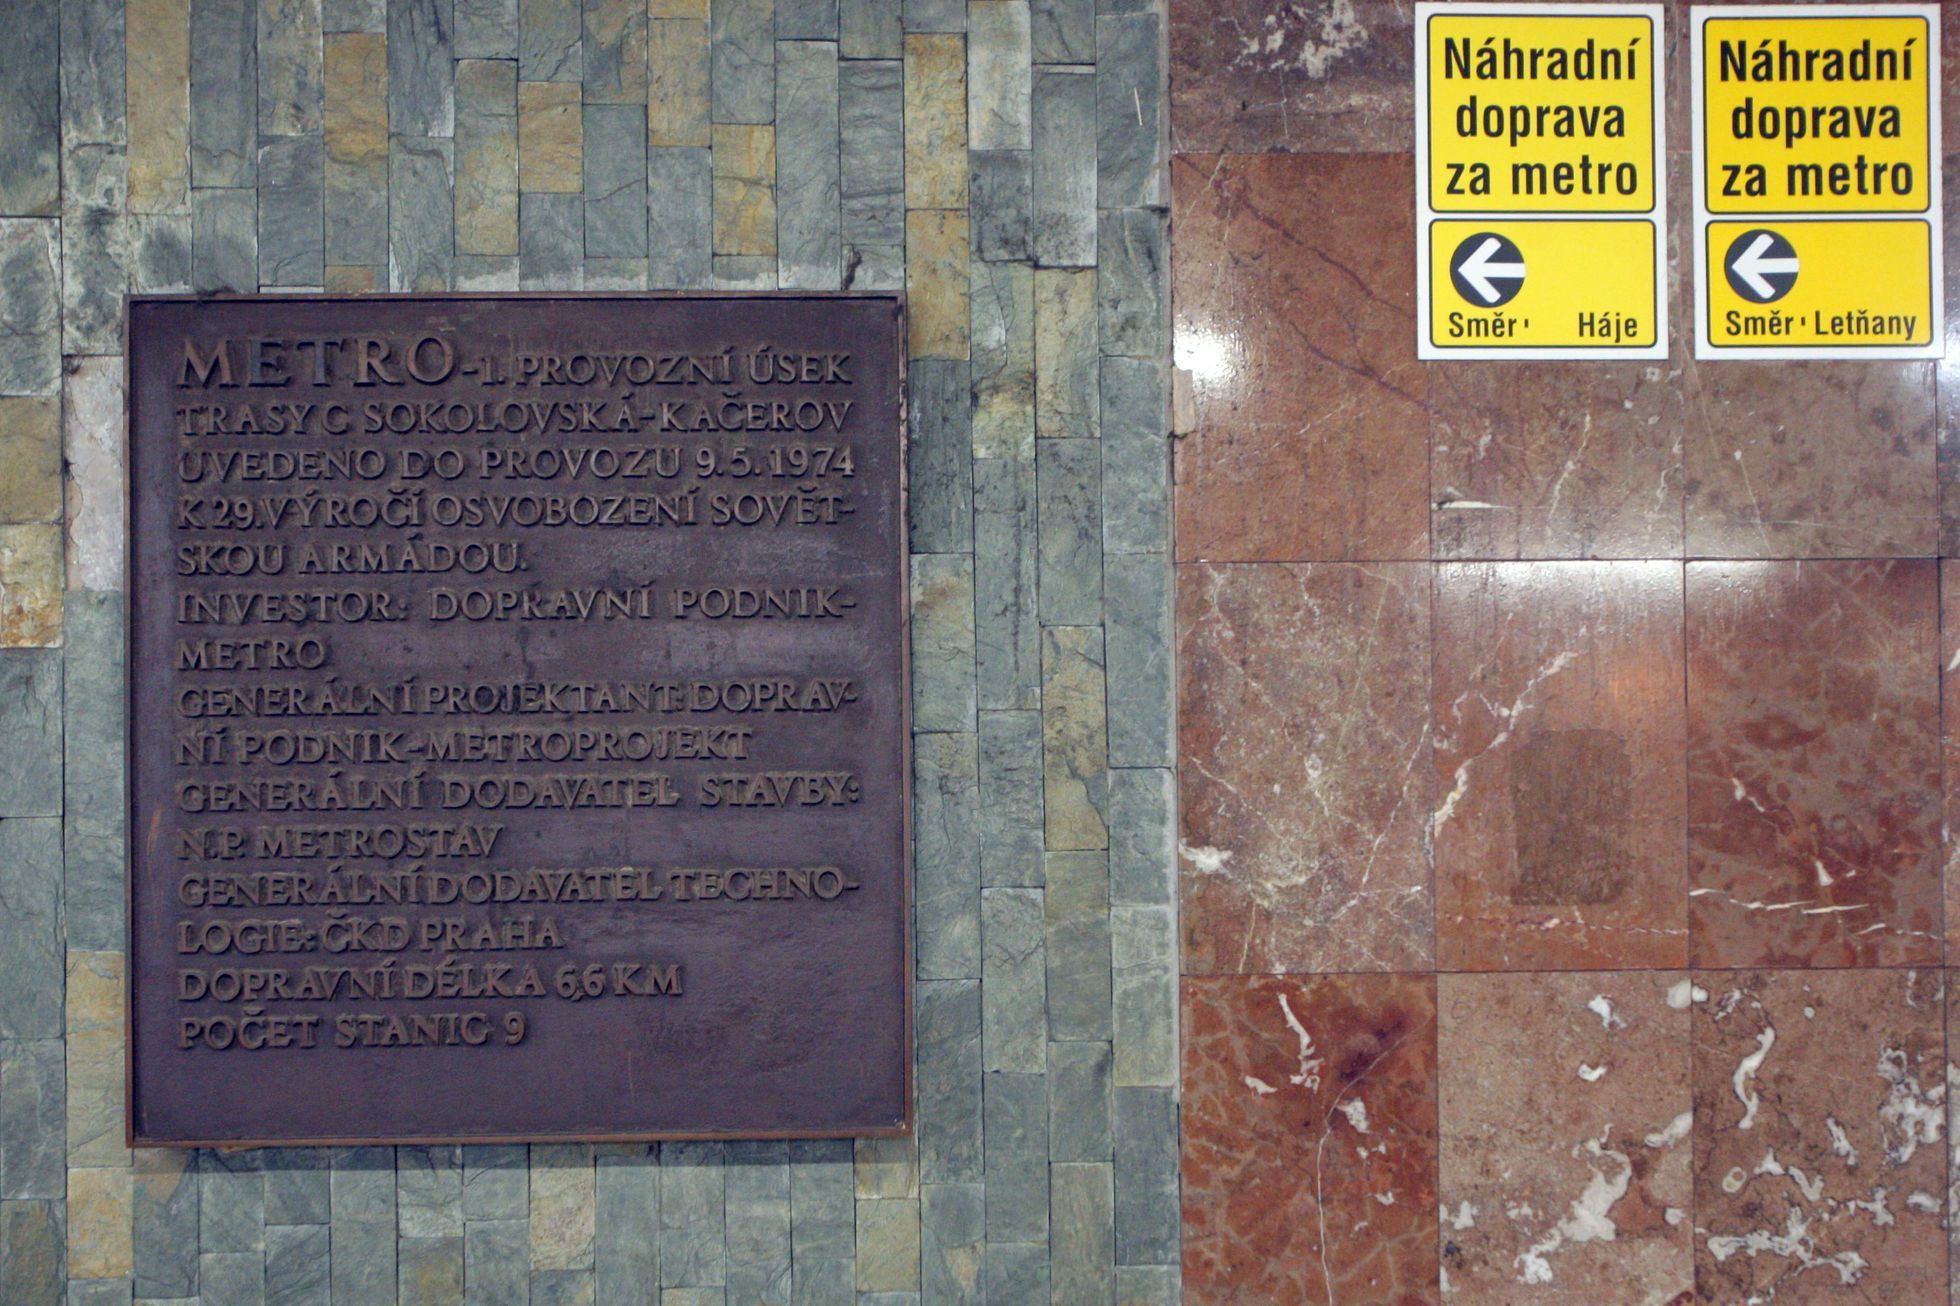 METRO-1. PROVOZNÍ ÚSEK
TRASY C SOKOLOVSKÁ-KAČEROV
UVEDENO DO PROVOZU 9.5.1974
K 29. VÝROČÍ OSVOBOZENÍ SOVĚT-
SKOU ARMÁDOU.
INVESTOR: DOPRAVNÍ PODNIK-
METRO
GENERÁLNÍ PROJEKTANT: DOPRAV-
NÍ PODNIK-METROPROJEKT
GENERÁLNÍ DODAVATEL STAVBY:
N.P. METROSTAV
GENERÁLNÍ DODAVATEL TECHNO-
LOGIE: ČKD PRAHA
DOPRAVNÍ DÉLKA 6,6 KM
POČET STANIC 9
Náhradní
doprava
za metro
Směr: Háje
Náhradní
doprava
za metro
Směr: Letňany